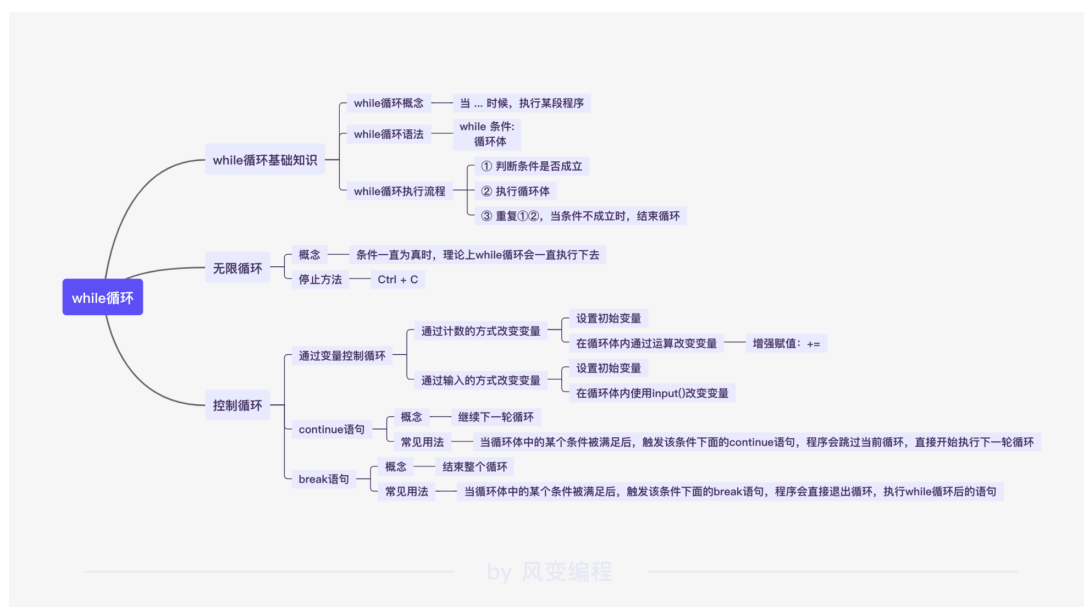 while循环
while循环基础知识
while循环概念
当 ... 时候，执行某段程序
while循环语法
while 条件:
循环体
while循环执行流程
① 判断条件是否成立
② 执行循环体
③ 重复①②，当条件不成立时，结束循环
无限循环
概念
条件一直为真时，理论上while循环会一直执行下去
停止方法
Ctrl + C
控制循环
通过变量控制循环
通过计数的方式改变变量
设置初始变量
在循环体内通过运算改变变量
增强赋值：+=
通过输入的方式改变变量
设置初始变量
在循环体内使用input()改变变量
continue语句
概念
继续下一轮循环
常见用法
当循环体中的某个条件被满足后，触发该条件下面的continue语句，程序会跳过当前循环，直接开始执行下一轮循环
break语句
概念
结束整个循环
常见用法
当循环体中的某个条件被满足后，触发该条件下面的break语句，程序会直接退出循环，执行while循环后的语句
by 风变编程